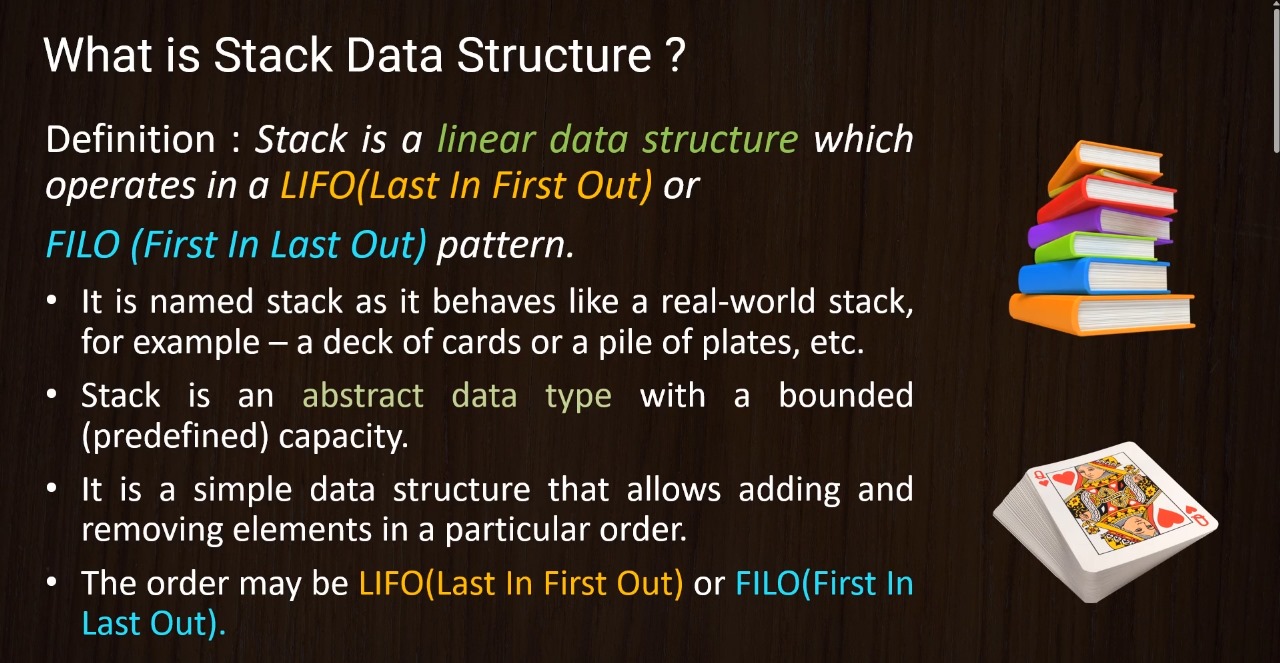 What is Stack Data Structure ?
Definition : Stack is a linear data structure which
operates in a LIFO(Last In First Out) or
FILO (First In Last Out) pattern.
• It is named stack as it behaves like a real-world stack,
for example – a deck of cards or a pile of plates, etc.
• Stack is an abstract data type with a bounded
(predefined) capacity.
• It is a simple data structure that allows adding and
removing elements in a particular order.
• The order may be LIFO(Last In First Out) or FILO(First In
Last Out).
Q
Q